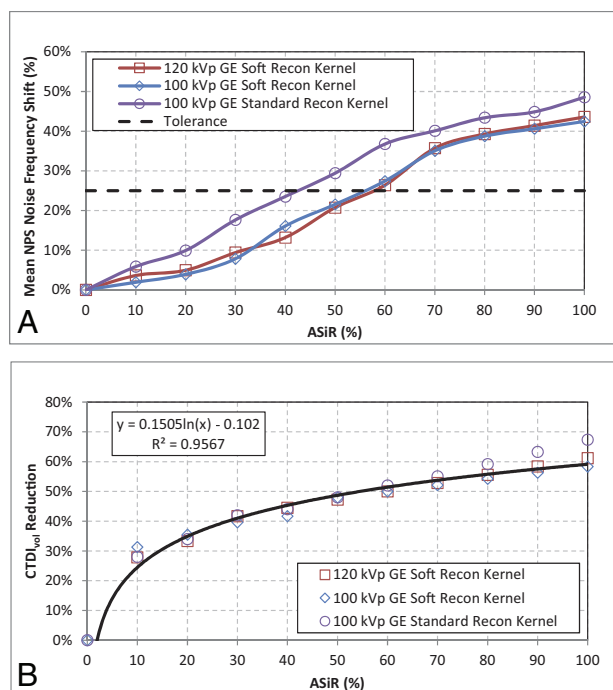 60%
50%
40%
30%
20%
10%
0%
Mean NPS Noise Frequency Shift (%)
120 kVp GE Soft Recon Kernel
100 kVp GE Soft Recon Kernel
100 kVp GE Standard Recon Kernel
Tolerance
0 10 20 30 40 50 60 70 80 90 100
ASiR (%)
A
80%
70%
60%
50%
40%
30%
20%
10%
0%
CTDIvol Reduction
y = 0.1505ln(x) - 0.102
R² = 0.9567
120 kVp GE Soft Recon Kernel
100 kVp GE Soft Recon Kernel
100 kVp GE Standard Recon Kernel
0 10 20 30 40 50 60 70 80 90 100
ASiR (%)
B